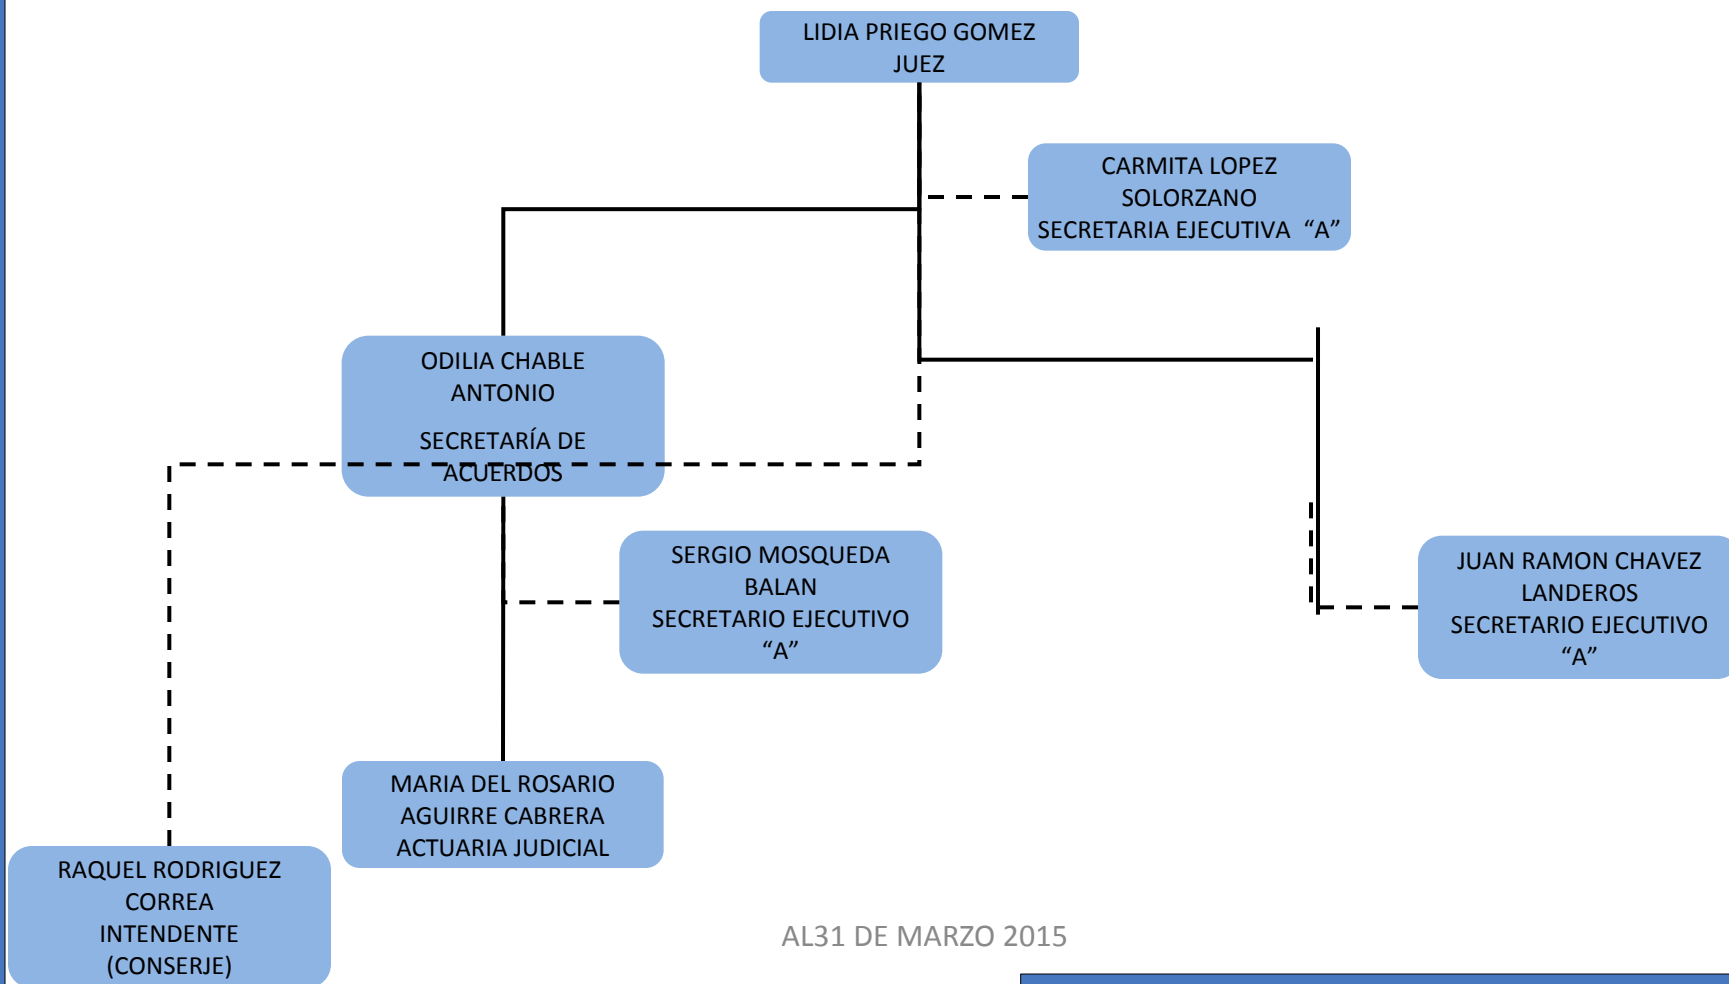 LIDIA PRIEGO GOMEZ
JUEZ
CARMITA LOPEZ
SOLORZANO
SECRETARIA EJECUTIVA “A”
ODILIA CHABLE
ANTONIO
SECRETARÍA DE
ACUERDOS
SERGIO MOSQUEDA
BALAN
SECRETARIO EJECUTIVO
“A”
JUAN RAMON CHAVEZ
LANDEROS
SECRETARIO EJECUTIVO
“A”
MARIA DEL ROSARIO
AGUIRRE CABRERA
ACTUARIA JUDICIAL
RAQUEL RODRIGUEZ
CORREA
INTENDENTE
(CONSERJE)
AL31 DE MARZO 2015